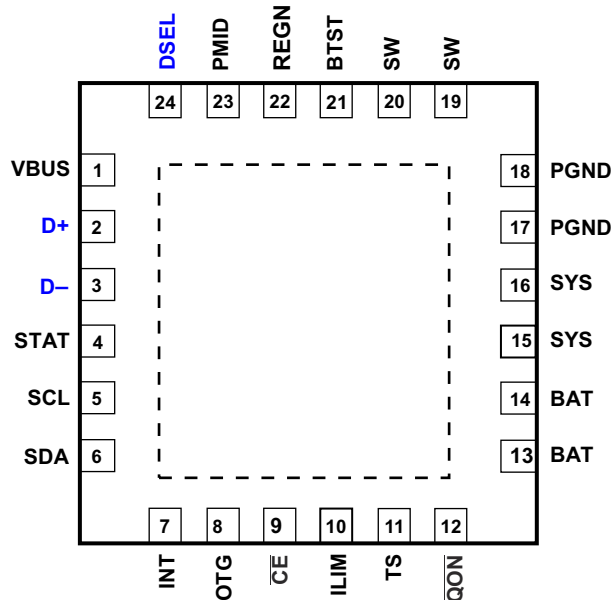 DSEL PMID REGN BTST SW SW
24 23 22 21 20 19
VBUS 1 18 PGND
D+ 2 17 PGND
D– 3 16 SYS
STAT 4 15 SYS
SCL 5 14 BAT
SDA 6 13 BAT
7 8 9 10 11 12
INT OTG C̅E̅ ILIM TS Q̅O̅N̅